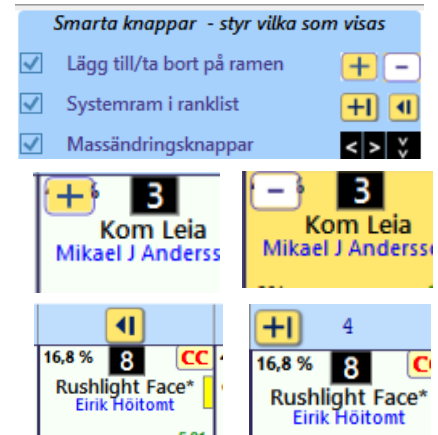 Smarta knappar - styr vilka som visas
Lägg till/ta bort på ramen + -
Systemram i ranklist +I
Massändringsknappar < >
+ 3
Kom Leia
Mikael J Anderss
- 3
Kom Leia
Mikael J Anderss
16,8 % 8 CC
Rushlight Face*
Eirik Höitomt
+I 4
16,8 % 8
Rushlight Face*
Eirik Höitomt